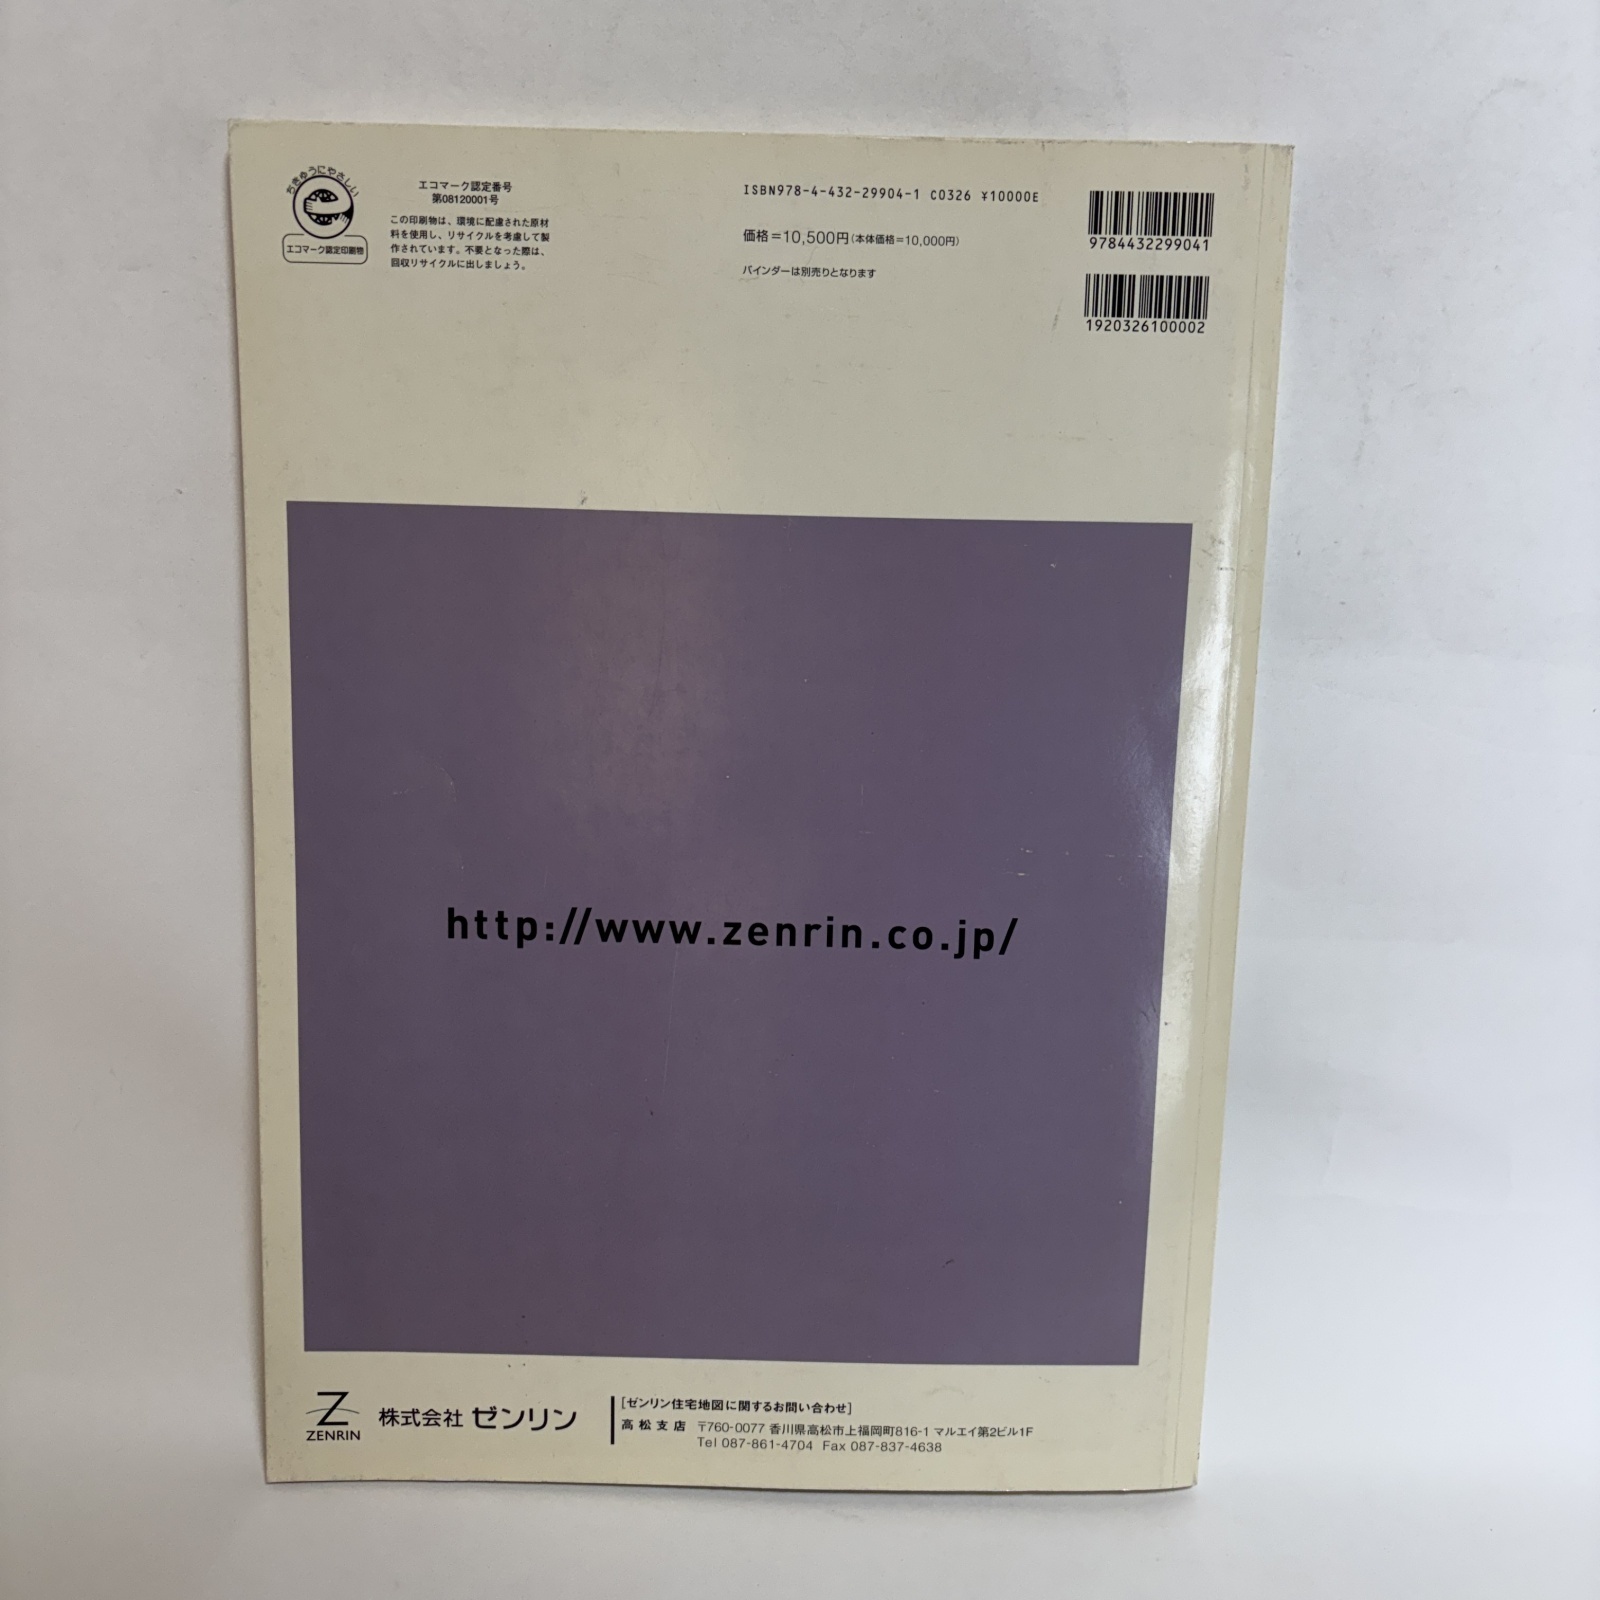 ちきゅうにやさしい
エコマーク認定印刷物
エコマーク認定番号
第08120001号
この印刷物は、環境に配慮された原材
料を使用し、リサイクルを考慮して製
作されています。不要となった際は、
回収リサイクルに出しましょう。
ISBN978-4-432-29904-1 C0326 ¥10000E
価格=10,500円(本体価格=10,000円)
バインダーは別売りとなります
9784432299041
1920326100002
http://www.zenrin.co.jp/
Z
ZENRIN
株式会社 ゼンリン
[ゼンリン住宅地図に関するお問い合わせ]
高松支店 〒760-0077 香川県高松市上福岡町816-1 マルエイ第2ビル1F
Tel 087-861-4704 Fax 087-837-4638